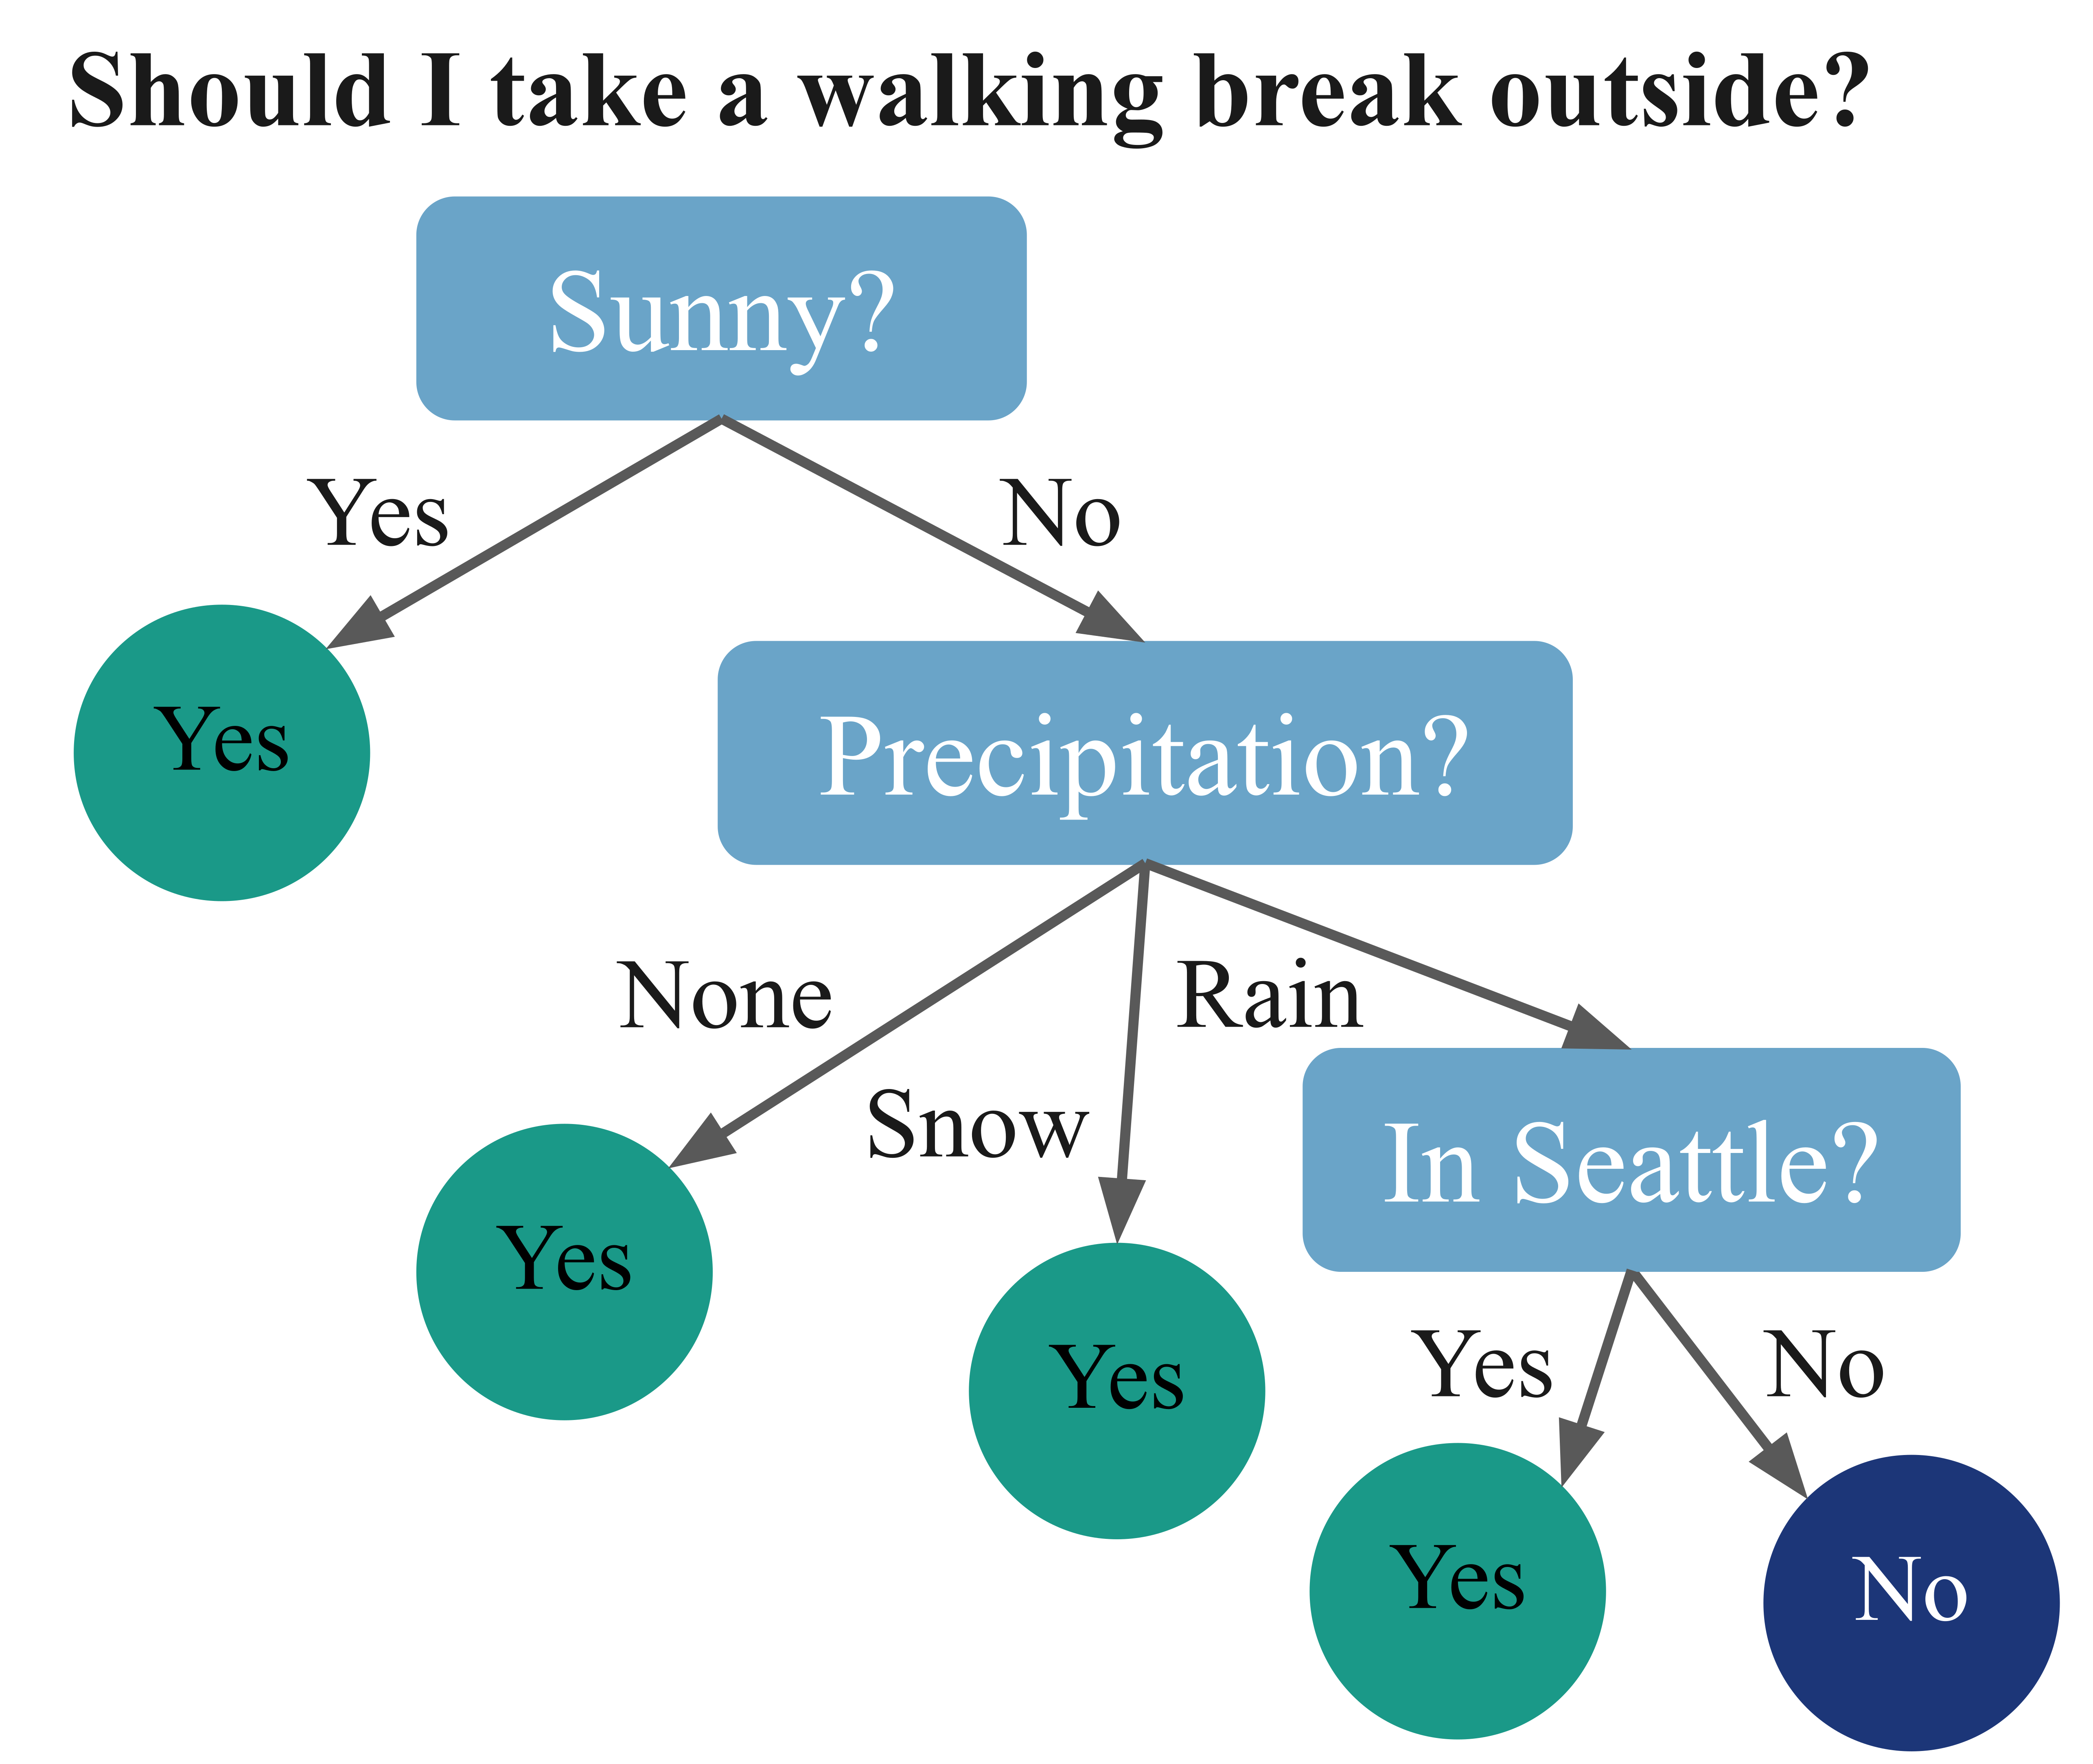 Should I take a walking break outside?
Sunny?
Yes
No
Yes
Precipitation?
None
Rain
Snow
In Seattle?
Yes
Yes
Yes
No
Yes
No